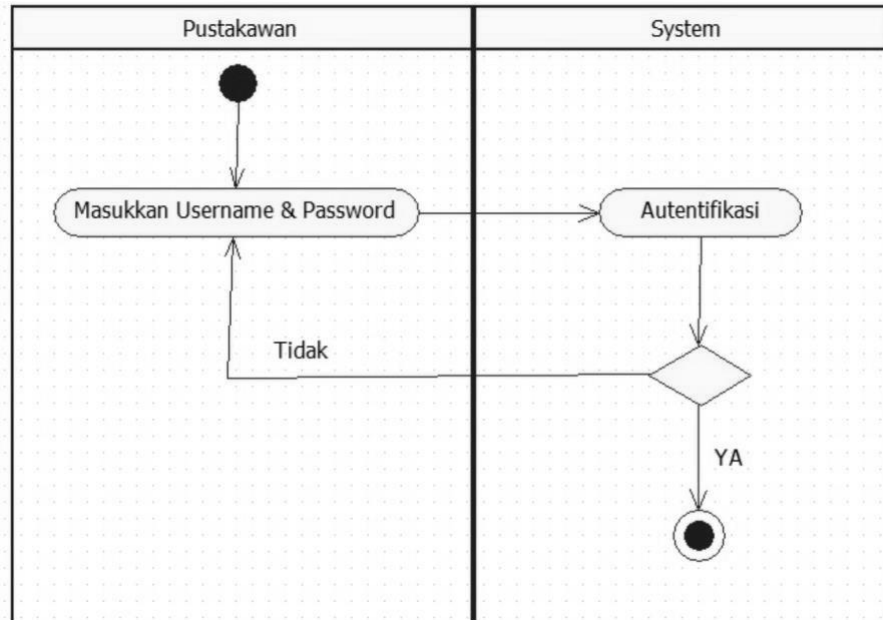 Pustakawan
System
Masukkan Username & Password
Autentifikasi
Tidak
YA